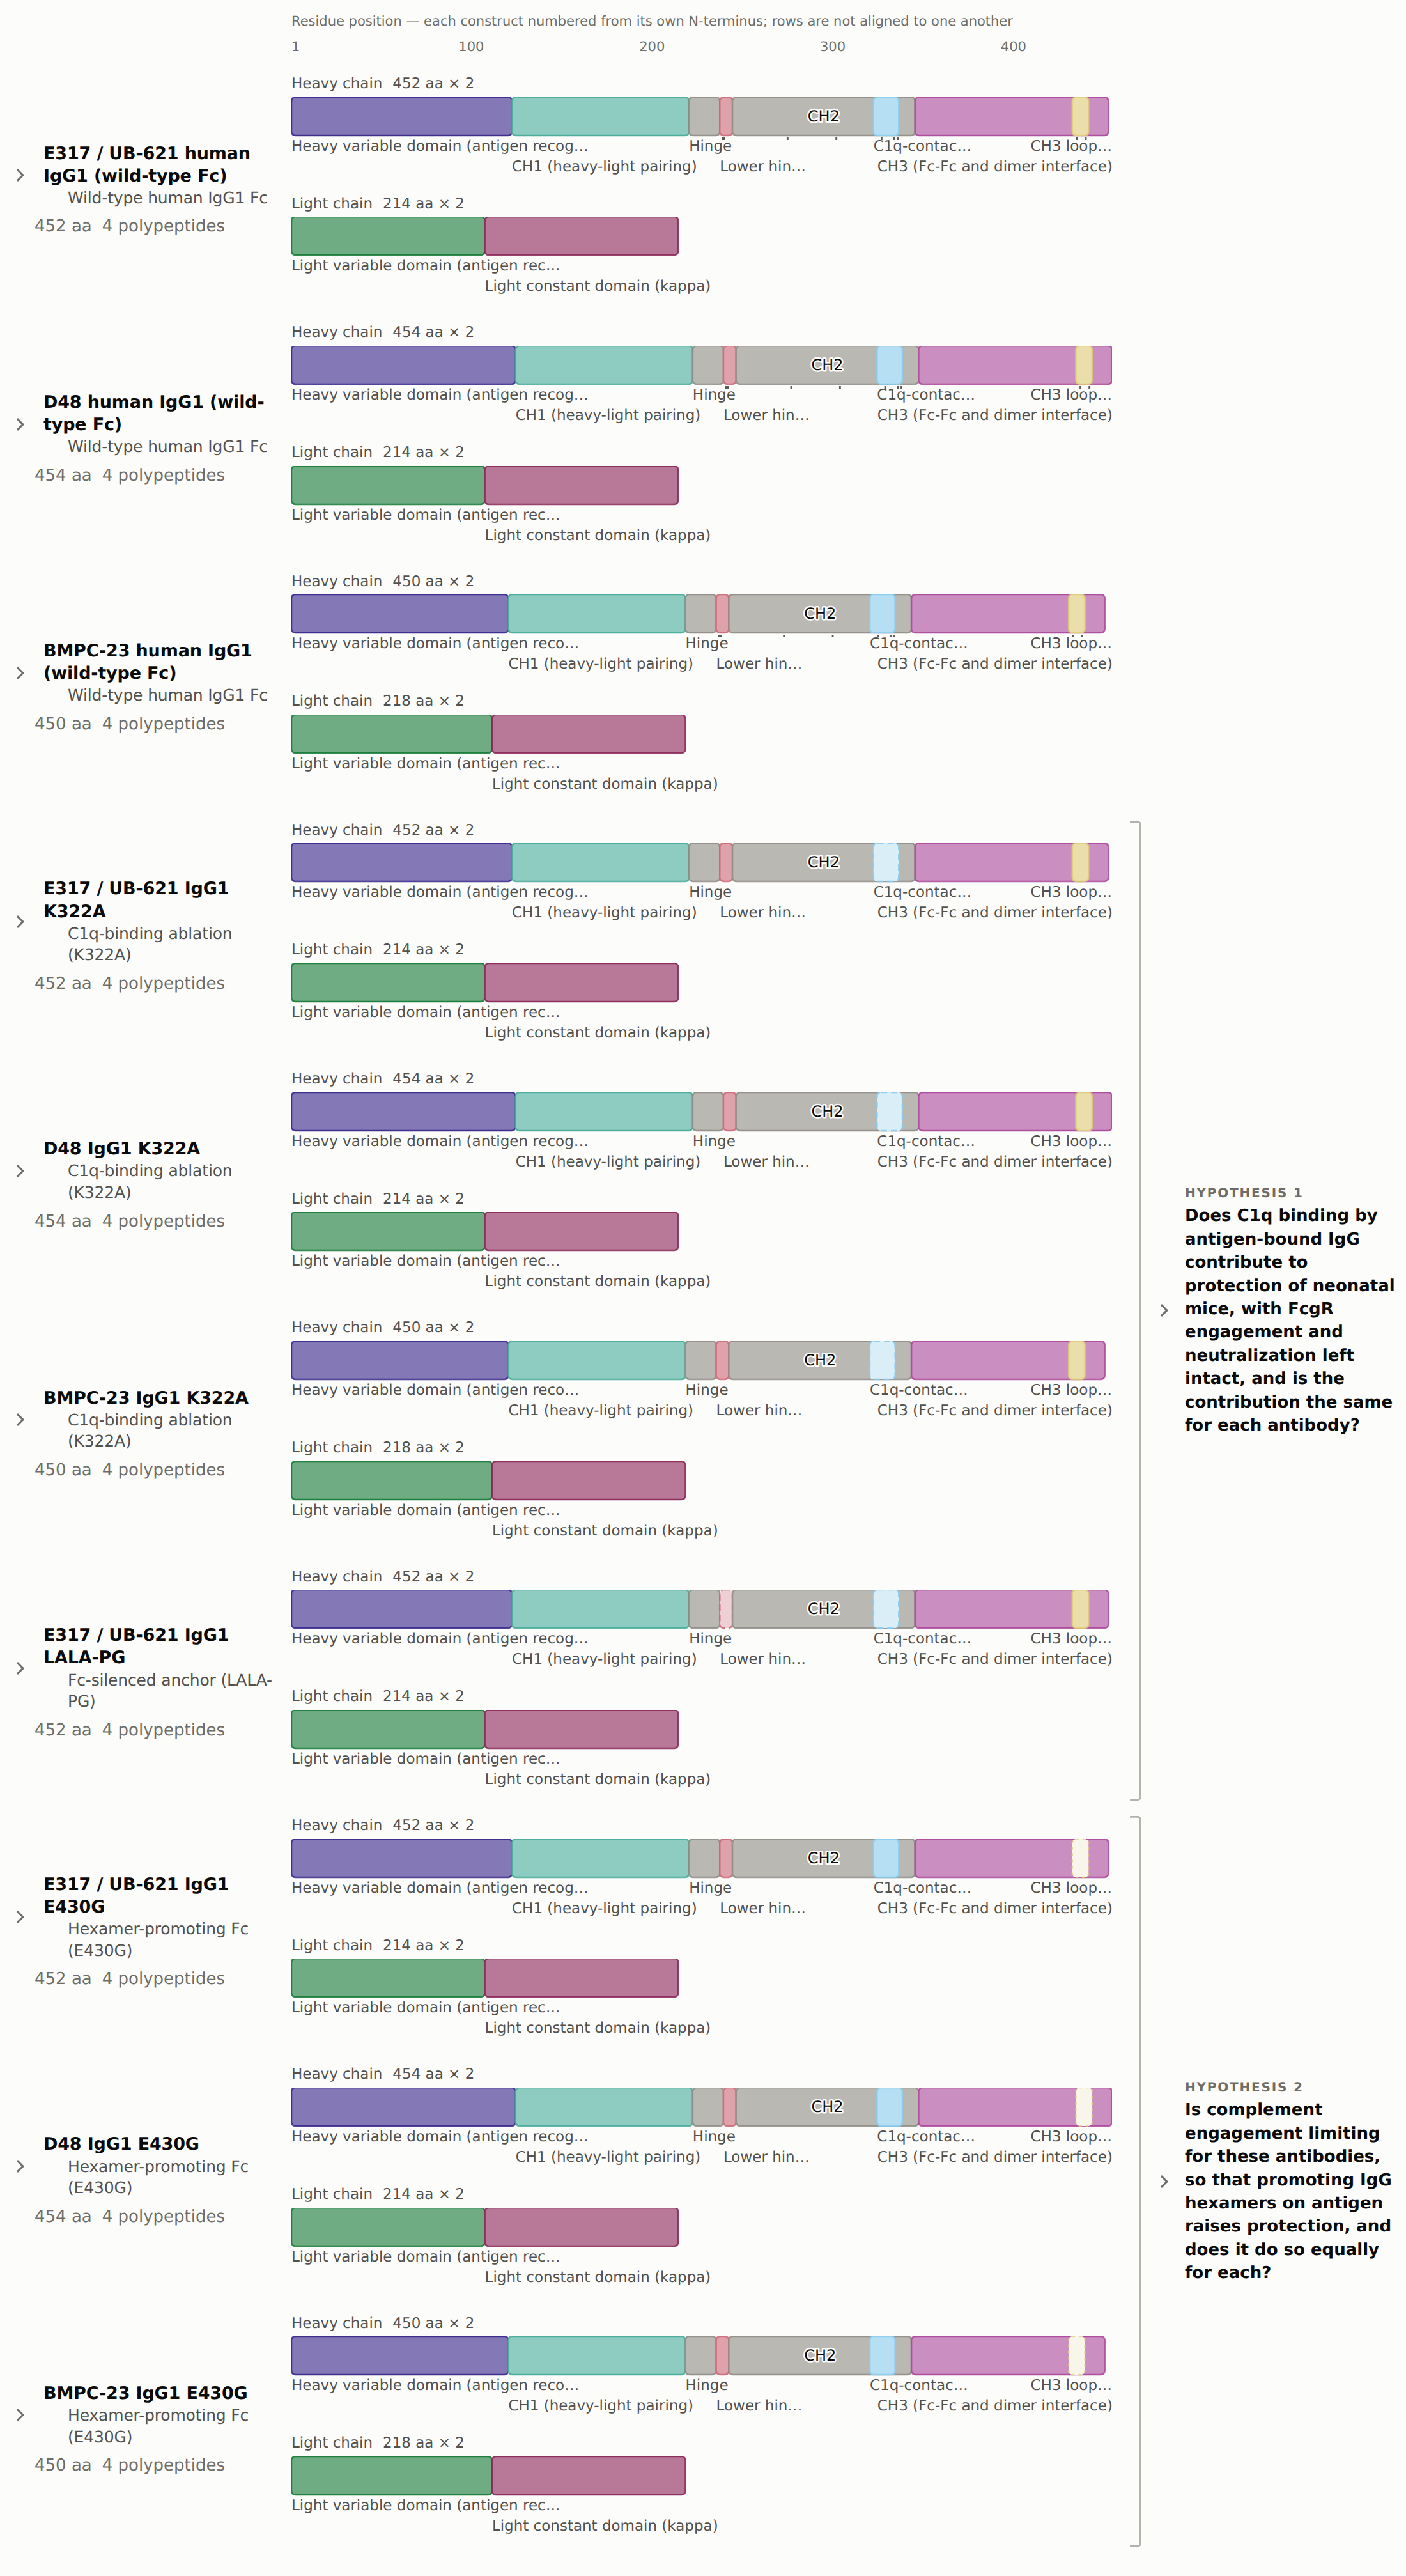 Residue position — each construct numbered from its own N-terminus; rows are not aligned to one another
1 100 200 300 400
E317 / UB-621 human
IgG1 (wild-type Fc)
Wild-type human IgG1 Fc
452 aa 4 polypeptides
Heavy chain 452 aa × 2
CH2
Heavy variable domain (antigen recog… Hinge C1q-contac… CH3 loop…
CH1 (heavy-light pairing) Lower hin… CH3 (Fc-Fc and dimer interface)
Light chain 214 aa × 2
Light variable domain (antigen rec…
Light constant domain (kappa)
D48 human IgG1 (wild-
type Fc)
Wild-type human IgG1 Fc
454 aa 4 polypeptides
Heavy chain 454 aa × 2
CH2
Heavy variable domain (antigen recog… Hinge C1q-contac… CH3 loop…
CH1 (heavy-light pairing) Lower hin… CH3 (Fc-Fc and dimer interface)
Light chain 214 aa × 2
Light variable domain (antigen rec…
Light constant domain (kappa)
BMPC-23 human IgG1
(wild-type Fc)
Wild-type human IgG1 Fc
450 aa 4 polypeptides
Heavy chain 450 aa × 2
CH2
Heavy variable domain (antigen reco… Hinge C1q-contac… CH3 loop…
CH1 (heavy-light pairing) Lower hin… CH3 (Fc-Fc and dimer interface)
Light chain 218 aa × 2
Light variable domain (antigen rec…
Light constant domain (kappa)
E317 / UB-621 IgG1
K322A
C1q-binding ablation
(K322A)
452 aa 4 polypeptides
Heavy chain 452 aa × 2
CH2
Heavy variable domain (antigen recog… Hinge C1q-contac… CH3 loop…
CH1 (heavy-light pairing) Lower hin… CH3 (Fc-Fc and dimer interface)
Light chain 214 aa × 2
Light variable domain (antigen rec…
Light constant domain (kappa)
D48 IgG1 K322A
C1q-binding ablation
(K322A)
454 aa 4 polypeptides
Heavy chain 454 aa × 2
CH2
Heavy variable domain (antigen recog… Hinge C1q-contac… CH3 loop…
CH1 (heavy-light pairing) Lower hin… CH3 (Fc-Fc and dimer interface)
Light chain 214 aa × 2
Light variable domain (antigen rec…
Light constant domain (kappa)
BMPC-23 IgG1 K322A
C1q-binding ablation
(K322A)
450 aa 4 polypeptides
Heavy chain 450 aa × 2
CH2
Heavy variable domain (antigen reco… Hinge C1q-contac… CH3 loop…
CH1 (heavy-light pairing) Lower hin… CH3 (Fc-Fc and dimer interface)
Light chain 218 aa × 2
Light variable domain (antigen rec…
Light constant domain (kappa)
E317 / UB-621 IgG1
LALA-PG
Fc-silenced anchor (LALA-
PG)
452 aa 4 polypeptides
Heavy chain 452 aa × 2
CH2
Heavy variable domain (antigen recog… Hinge C1q-contac… CH3 loop…
CH1 (heavy-light pairing) Lower hin… CH3 (Fc-Fc and dimer interface)
Light chain 214 aa × 2
Light variable domain (antigen rec…
Light constant domain (kappa)
HYPOTHESIS 1
Does C1q binding by
antigen-bound IgG
contribute to
protection of neonatal
mice, with FcgR
engagement and
neutralization left
intact, and is the
contribution the same
for each antibody?
E317 / UB-621 IgG1
E430G
Hexamer-promoting Fc
(E430G)
452 aa 4 polypeptides
Heavy chain 452 aa × 2
CH2
Heavy variable domain (antigen recog… Hinge C1q-contac… CH3 loop…
CH1 (heavy-light pairing) Lower hin… CH3 (Fc-Fc and dimer interface)
Light chain 214 aa × 2
Light variable domain (antigen rec…
Light constant domain (kappa)
D48 IgG1 E430G
Hexamer-promoting Fc
(E430G)
454 aa 4 polypeptides
Heavy chain 454 aa × 2
CH2
Heavy variable domain (antigen recog… Hinge C1q-contac… CH3 loop…
CH1 (heavy-light pairing) Lower hin… CH3 (Fc-Fc and dimer interface)
Light chain 214 aa × 2
Light variable domain (antigen rec…
Light constant domain (kappa)
BMPC-23 IgG1 E430G
Hexamer-promoting Fc
(E430G)
450 aa 4 polypeptides
Heavy chain 450 aa × 2
CH2
Heavy variable domain (antigen reco… Hinge C1q-contac… CH3 loop…
CH1 (heavy-light pairing) Lower hin… CH3 (Fc-Fc and dimer interface)
Light chain 218 aa × 2
Light variable domain (antigen rec…
Light constant domain (kappa)
HYPOTHESIS 2
Is complement
engagement limiting
for these antibodies,
so that promoting IgG
hexamers on antigen
raises protection, and
does it do so equally
for each?